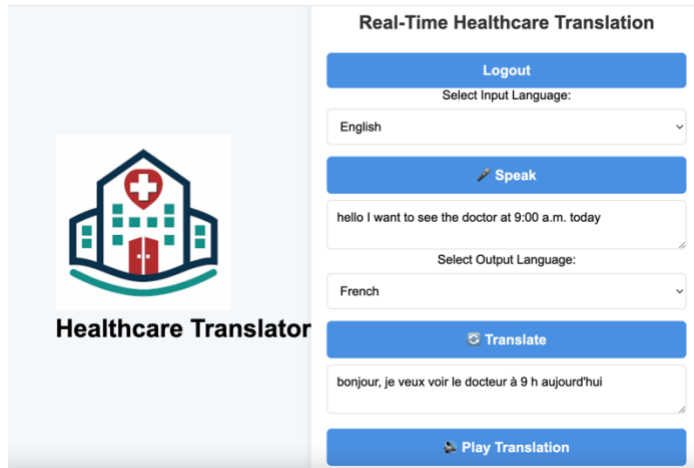 Healthcare Translator
Real-Time Healthcare Translation
Logout
Select Input Language:
English
Speak
hello I want to see the doctor at 9:00 a.m. today
Select Output Language:
French
Translate
bonjour, je veux voir le docteur à 9 h aujourd'hui
Play Translation